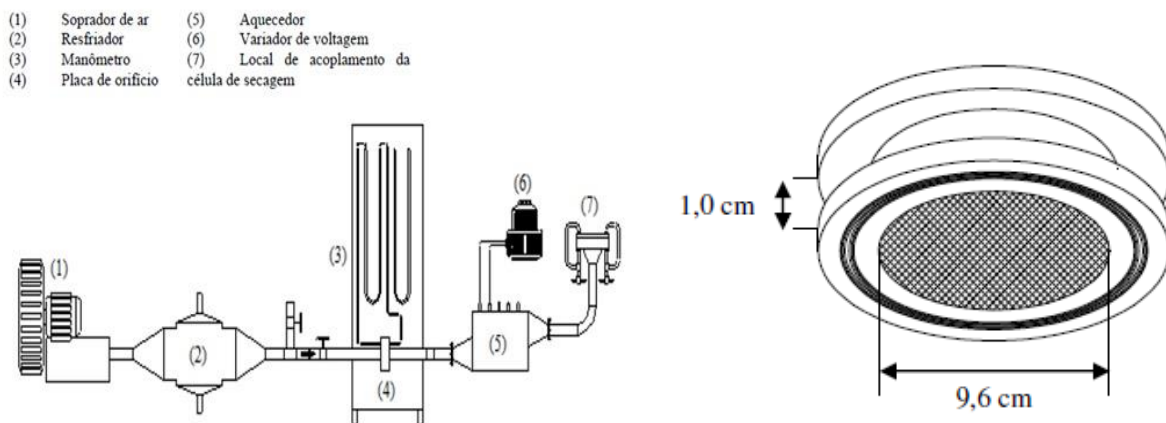 (1) Soprador de ar (5) Aquecedor
(2) Resfriador (6) Variador de voltagem
(3) Manômetro (7) Local de acoplamento da
(4) Placa de orifício célula de secagem
(1)
(2)
(3)
(4)
(5)
(6)
(7)
1,0 cm
9,6 cm